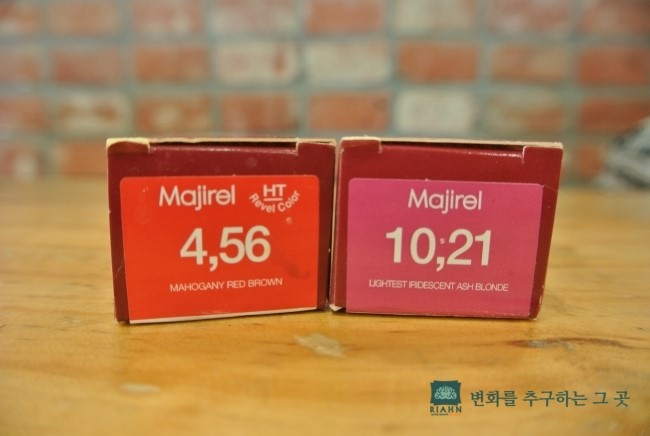 Majirel
HT
Revel Color
4,56
MAHOGANY RED BROWN
Majirel
10,21
LIGHTEST IRIDESCENT ASH BLONDE
RIAHN
변화를 추구하는 그 곳